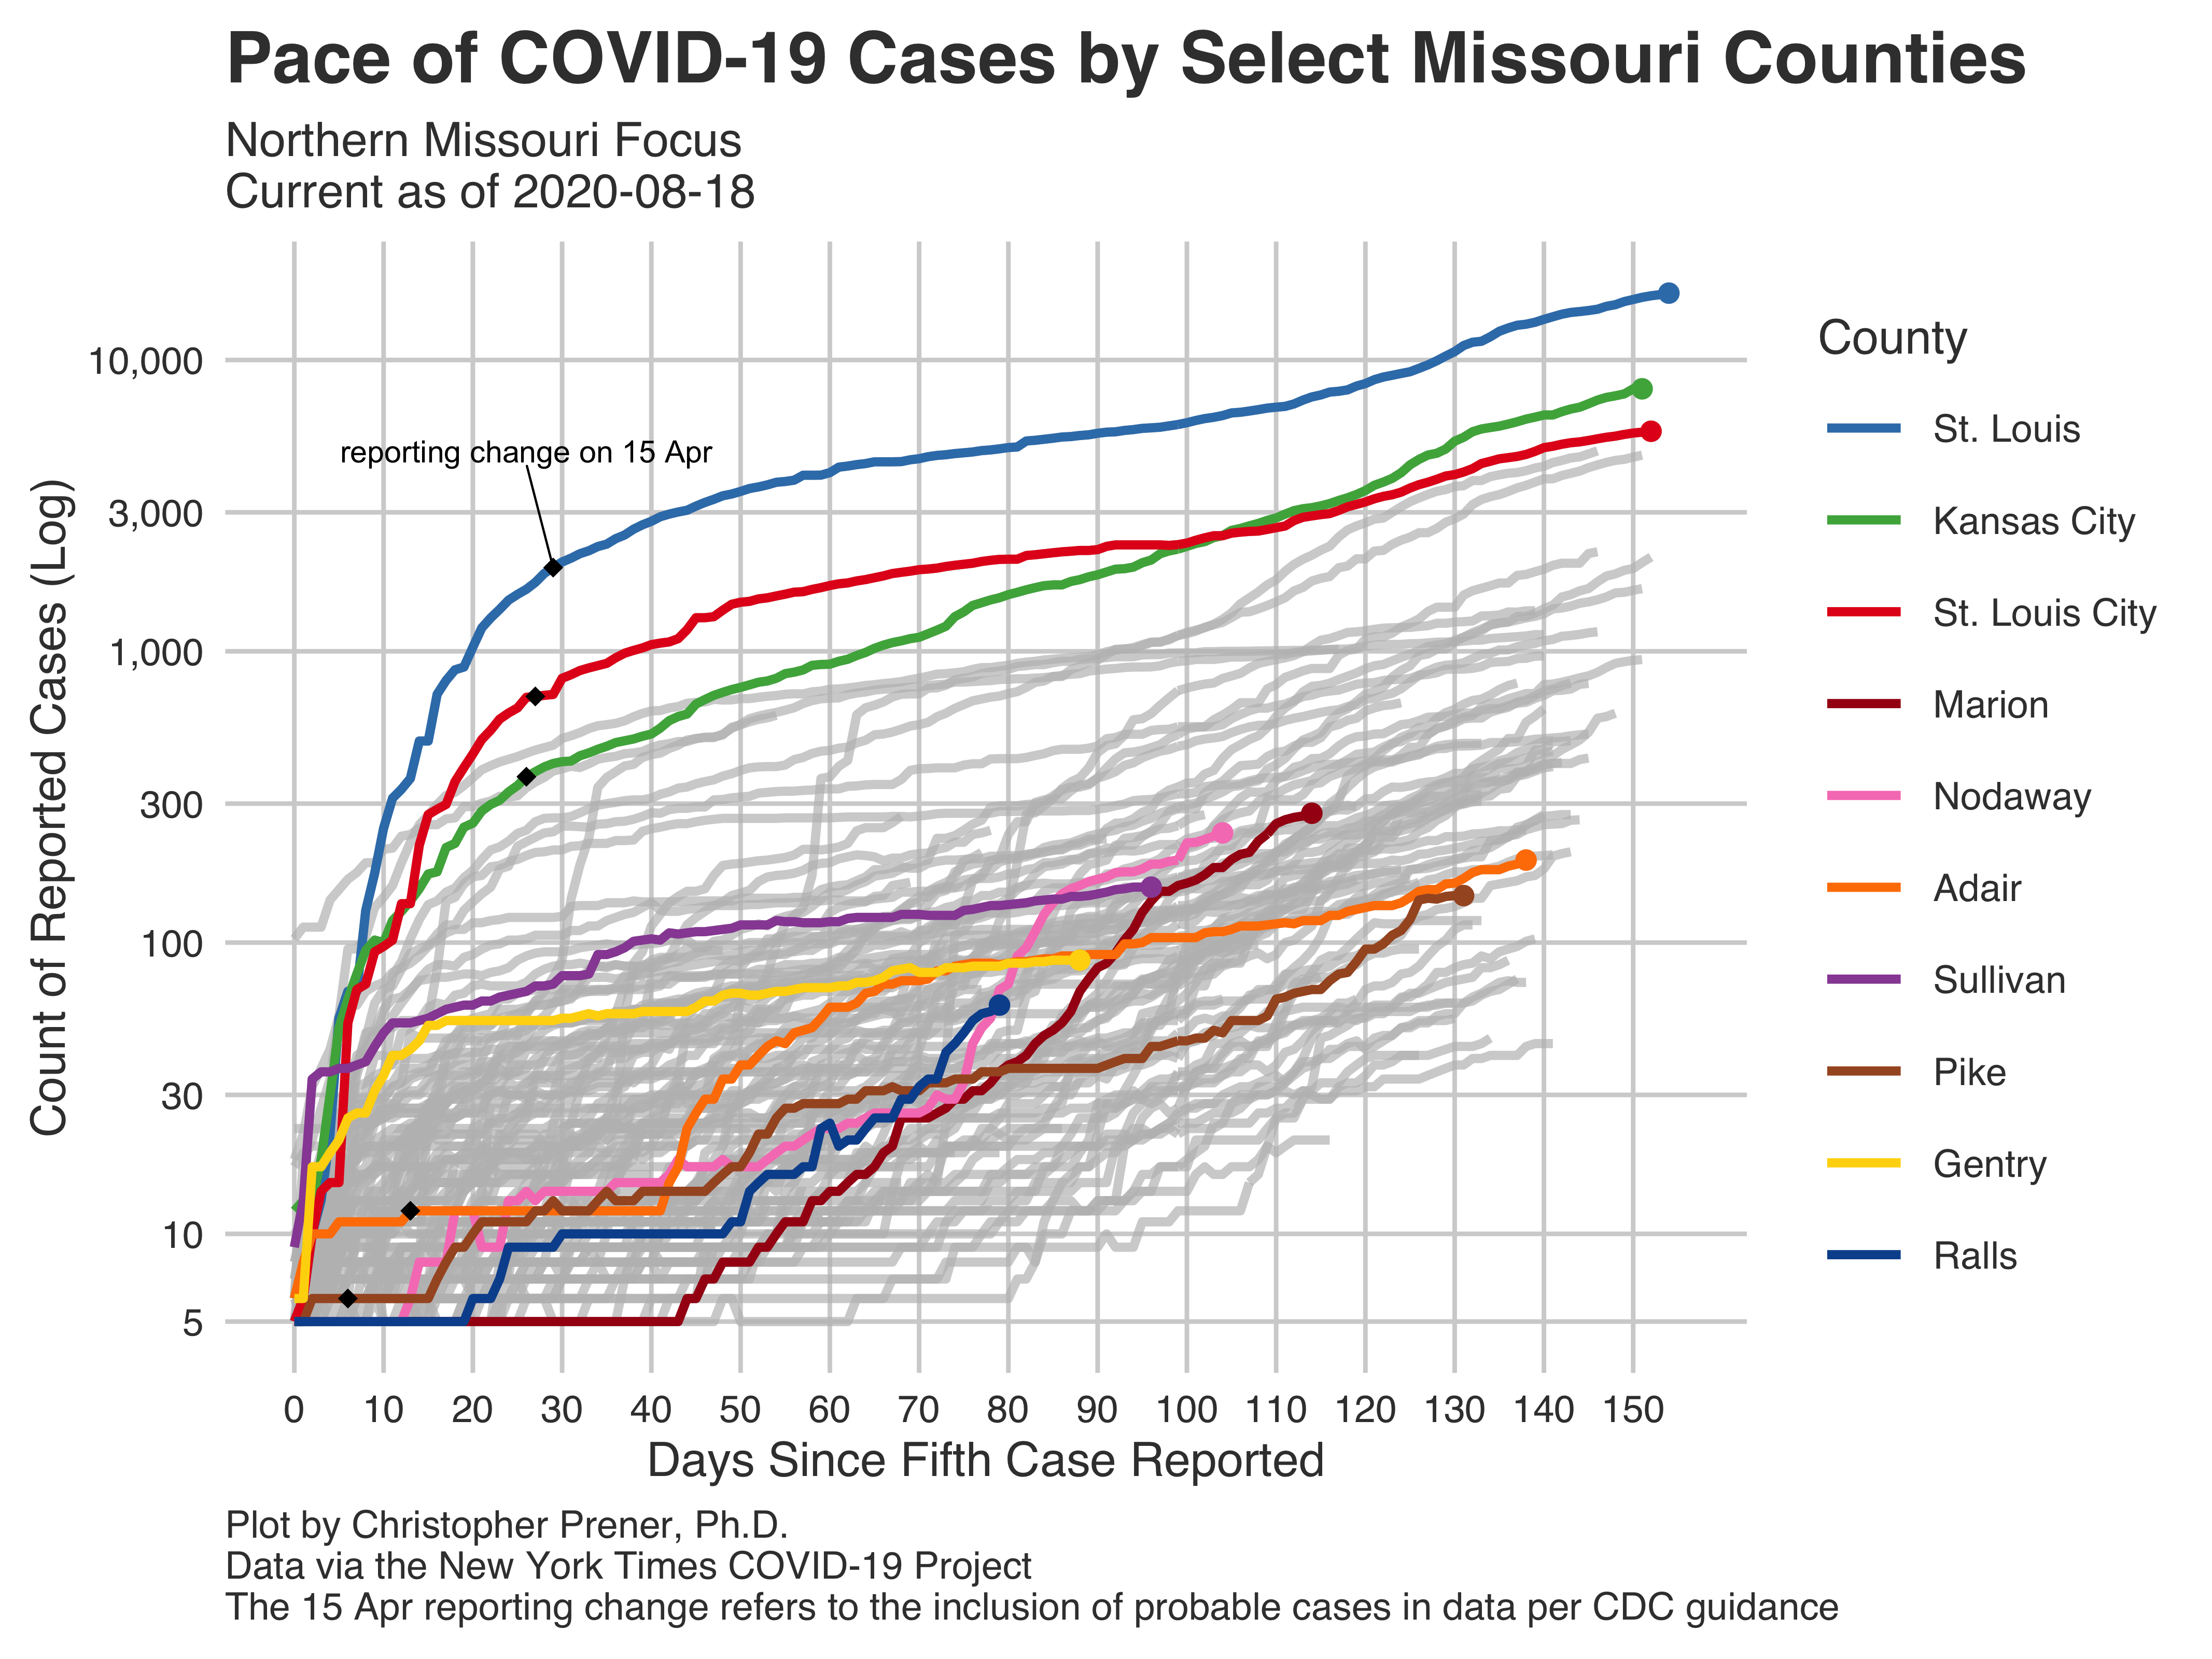 Pace of COVID-19 Cases by Select Missouri Counties
Northern Missouri Focus
Current as of 2020-08-18
Count of Reported Cases (Log)
10,000
3,000
1,000
300
100
30
10
5
reporting change on 15 Apr
0 10 20 30 40 50 60 70 80 90 100 110 120 130 140 150
Days Since Fifth Case Reported
County
St. Louis
Kansas City
St. Louis City
Marion
Nodaway
Adair
Sullivan
Pike
Gentry
Ralls
Plot by Christopher Prener, Ph.D.
Data via the New York Times COVID-19 Project
The 15 Apr reporting change refers to the inclusion of probable cases in data per CDC guidance